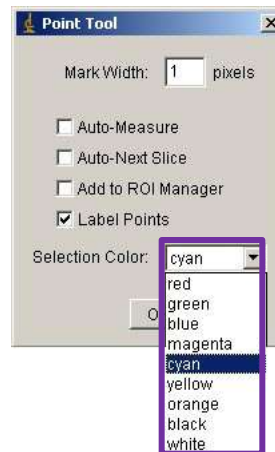 Point Tool
Mark Width: 1 pixels
Auto-Measure
Auto-Next Slice
Add to ROI Manager
Label Points
Selection Color: cyan
red
green
blue
magenta
cyan
yellow
orange
black
white